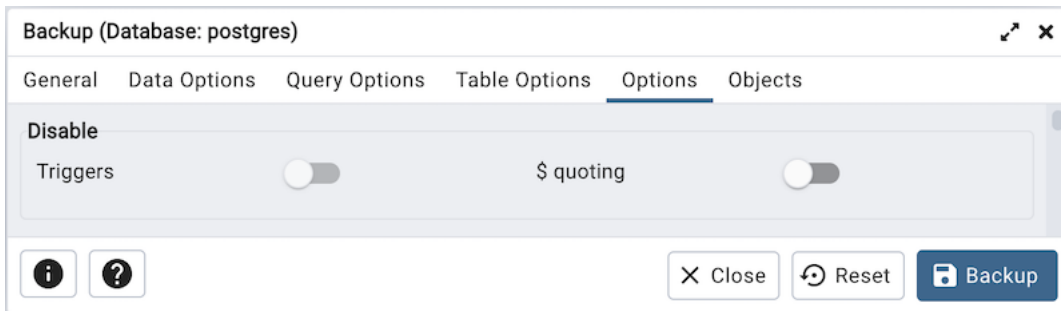 Backup (Database: postgres)
General Data Options Query Options Table Options Options Objects
Disable
Triggers $ quoting
Close Reset Backup